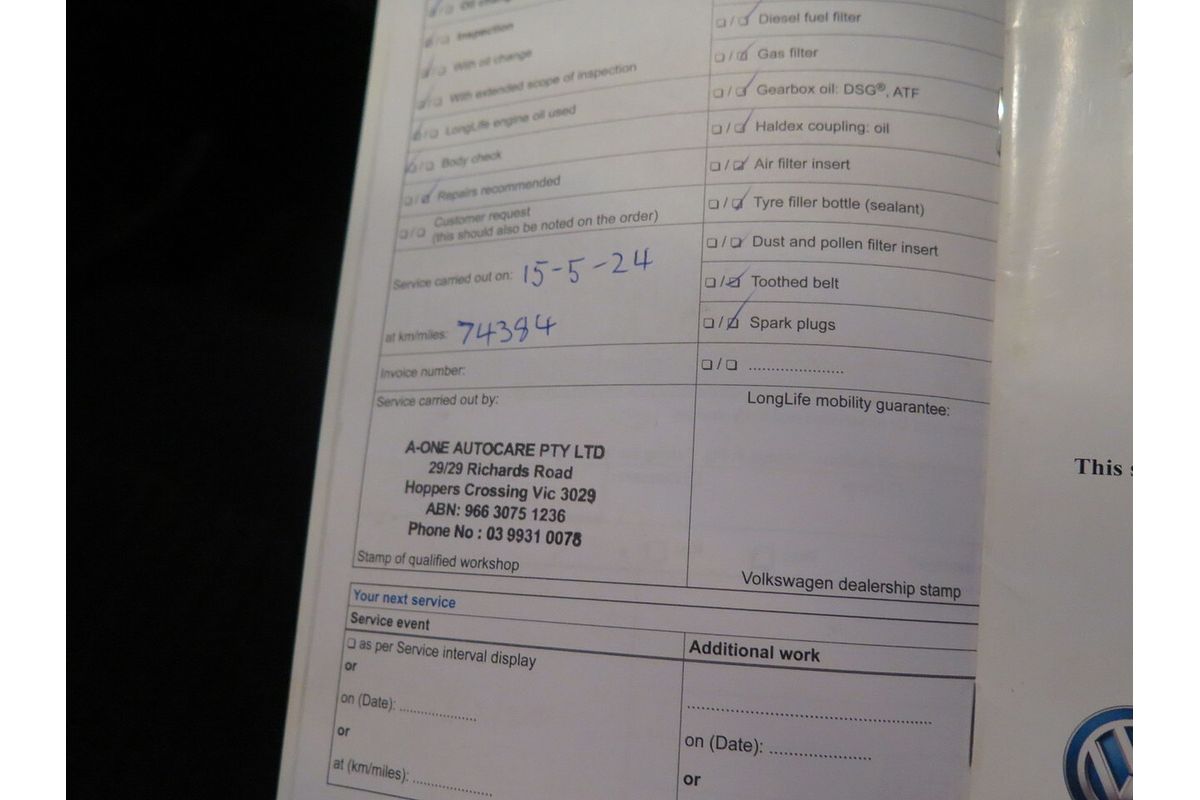 Oil change
Inspection
With oil change
With extended scope of inspection
LongLife engine oil used
Body check
Repairs recommended
Customer request
(this should also be noted on the order)
Service carried out on: 15-5-24
at km/miles: 74384
Invoice number:
Service carried out by:
A-ONE AUTOCARE PTY LTD
29/29 Richards Road
Hoppers Crossing Vic 3029
ABN: 966 3075 1236
Phone No : 03 9931 0078
Stamp of qualified workshop
Diesel fuel filter
Gas filter
Gearbox oil: DSG®, ATF
Haldex coupling: oil
Air filter insert
Tyre filler bottle (sealant)
Dust and pollen filter insert
Toothed belt
Spark plugs
LongLife mobility guarantee:
Volkswagen dealership stamp
Your next service
Service event
as per Service interval display
or
on (Date): ....................
or
at (km/miles): ....................
Additional work
on (Date): ....................
or
This